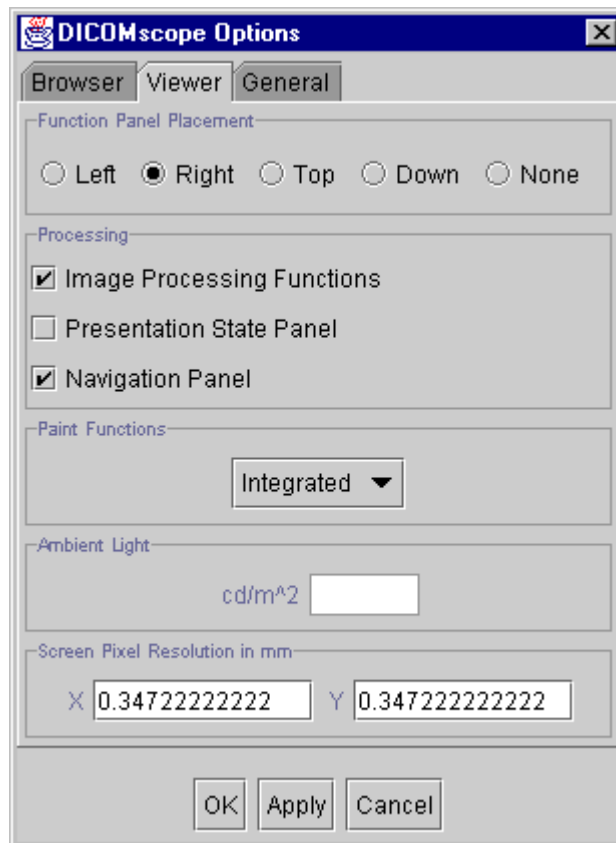 DICOMscope Options
Browser Viewer General
Function Panel Placement
Left Right Top Down None
Processing
Image Processing Functions
Presentation State Panel
Navigation Panel
Paint Functions
Integrated
Ambient Light
cd/m^2
Screen Pixel Resolution in mm
X 0.34722222222 Y 0.347222222222
OK Apply Cancel